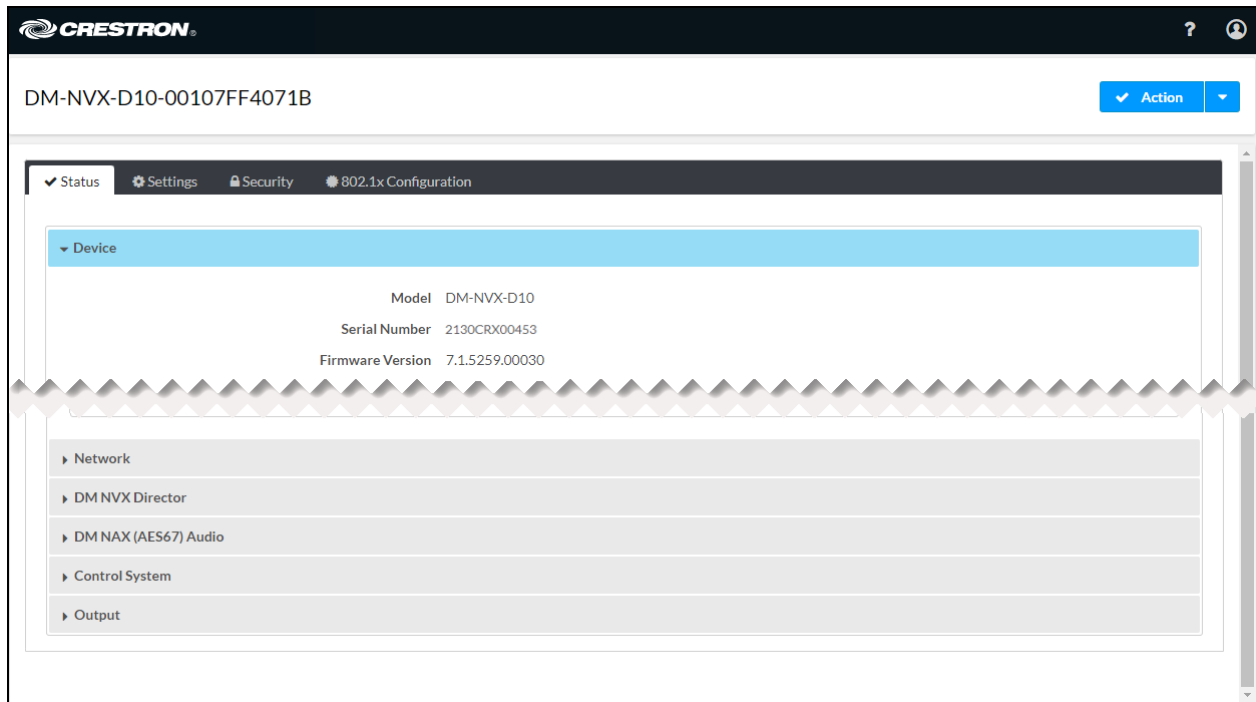 CRESTRON®
?
DM-NVX-D10-00107FF4071B
Action
Status Settings Security 802.1x Configuration
Device
Model DM-NVX-D10
Serial Number 2130CRX00453
Firmware Version 7.1.5259.00030
Network
DM NVX Director
DM NAX (AES67) Audio
Control System
Output